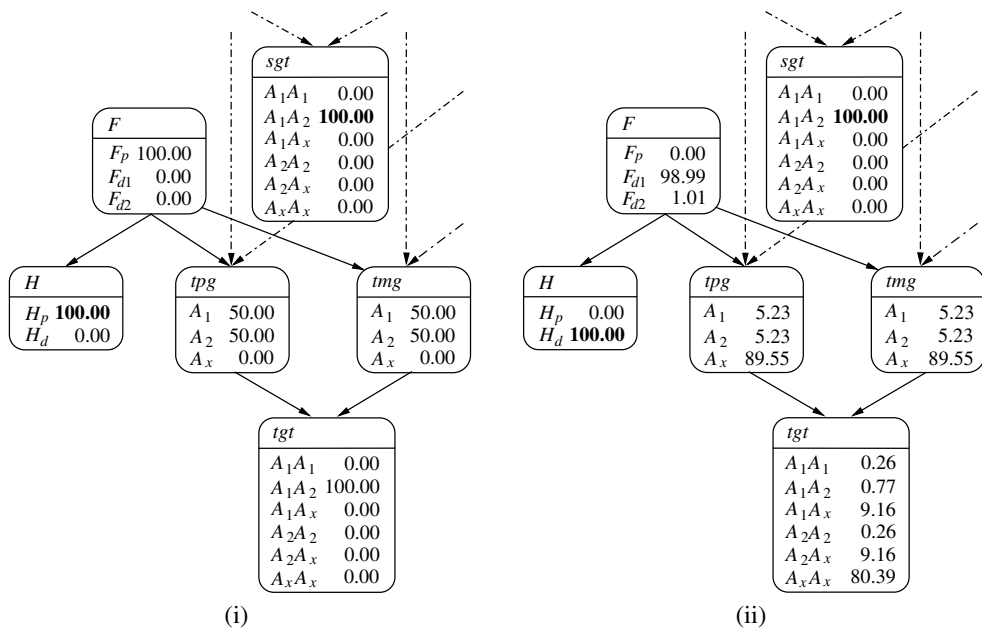 sgt
A1A1 0.00
A1A2 100.00
A1Ax 0.00
A2A2 0.00
A2Ax 0.00
AxAx 0.00
F
Fp 100.00
Fd1 0.00
Fd2 0.00
H
Hp 100.00
Hd 0.00
tpg
A1 50.00
A2 50.00
Ax 0.00
tmg
A1 50.00
A2 50.00
Ax 0.00
tgt
A1A1 0.00
A1A2 100.00
A1Ax 0.00
A2A2 0.00
A2Ax 0.00
AxAx 0.00
(i)
sgt
A1A1 0.00
A1A2 100.00
A1Ax 0.00
A2A2 0.00
A2Ax 0.00
AxAx 0.00
F
Fp 0.00
Fd1 98.99
Fd2 1.01
H
Hp 0.00
Hd 100.00
tpg
A1 5.23
A2 5.23
Ax 89.55
tmg
A1 5.23
A2 5.23
Ax 89.55
tgt
A1A1 0.26
A1A2 0.77
A1Ax 9.16
A2A2 0.26
A2Ax 9.16
AxAx 80.39
(ii)